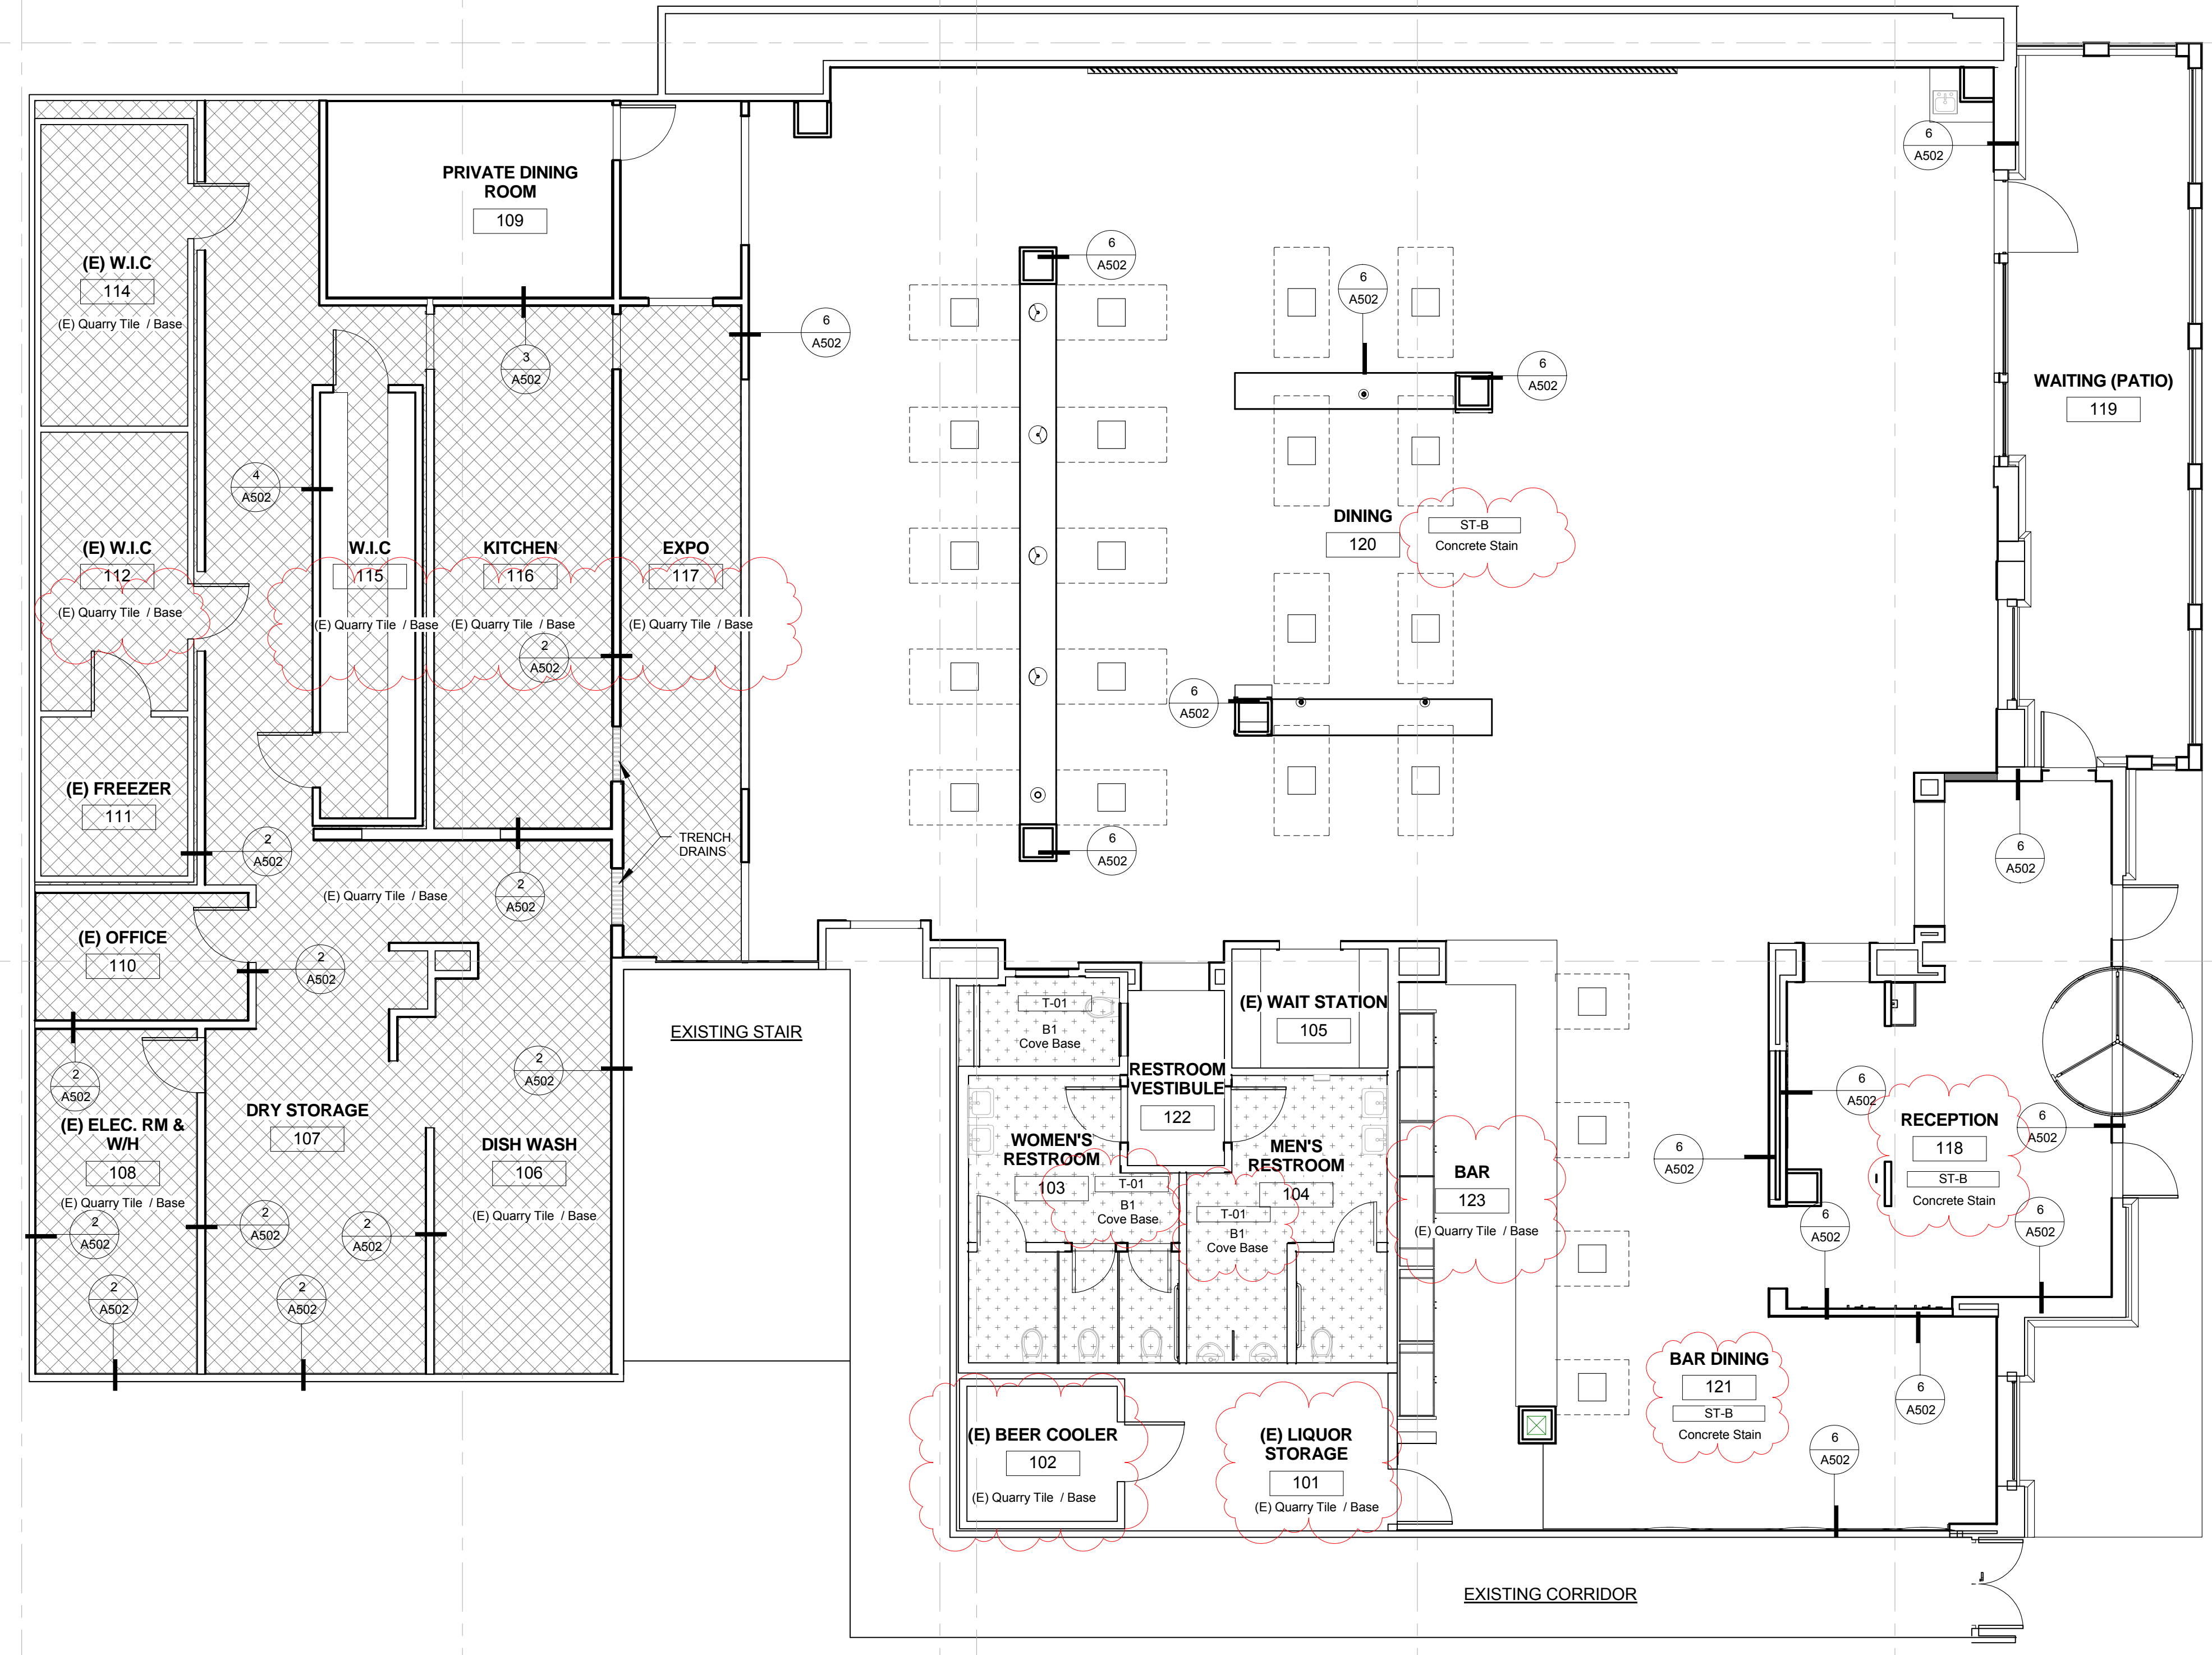 PRIVATE DINING
ROOM
109
6
A502
(E) W.I.C
114
(E) Quarry Tile / Base
6
A502
6
A502
6
A502
3
A502
6
A502
WAITING (PATIO)
119
4
A502
(E) W.I.C
112
(E) Quarry Tile / Base
W.I.C
115
(E) Quarry Tile / Base
KITCHEN
116
(E) Quarry Tile / Base
EXPO
117
(E) Quarry Tile / Base
2
A502
DINING
120
ST-B
Concrete Stain
6
A502
(E) FREEZER
111
2
A502
TRENCH
DRAINS
6
A502
6
A502
2
A502
(E) Quarry Tile / Base
(E) OFFICE
110
2
A502
EXISTING STAIR
T-01
B1
Cove Base
(E) WAIT STATION
105
RESTROOM
VESTIBULE
122
2
A502
2
A502
6
A502
(E) ELEC. RM &
W/H
108
(E) Quarry Tile / Base
DRY STORAGE
107
DISH WASH
106
(E) Quarry Tile / Base
WOMEN'S
RESTROOM
103
T-01
B1
Cove Base
MEN'S
RESTROOM
104
T-01
B1
Cove Base
BAR
123
(E) Quarry Tile / Base
6
A502
RECEPTION
118
ST-B
Concrete Stain
6
A502
2
A502
2
A502
2
A502
6
A502
6
A502
2
A502
2
A502
BAR DINING
121
ST-B
Concrete Stain
6
A502
(E) BEER COOLER
102
(E) Quarry Tile / Base
(E) LIQUOR
STORAGE
101
(E) Quarry Tile / Base
6
A502
EXISTING CORRIDOR